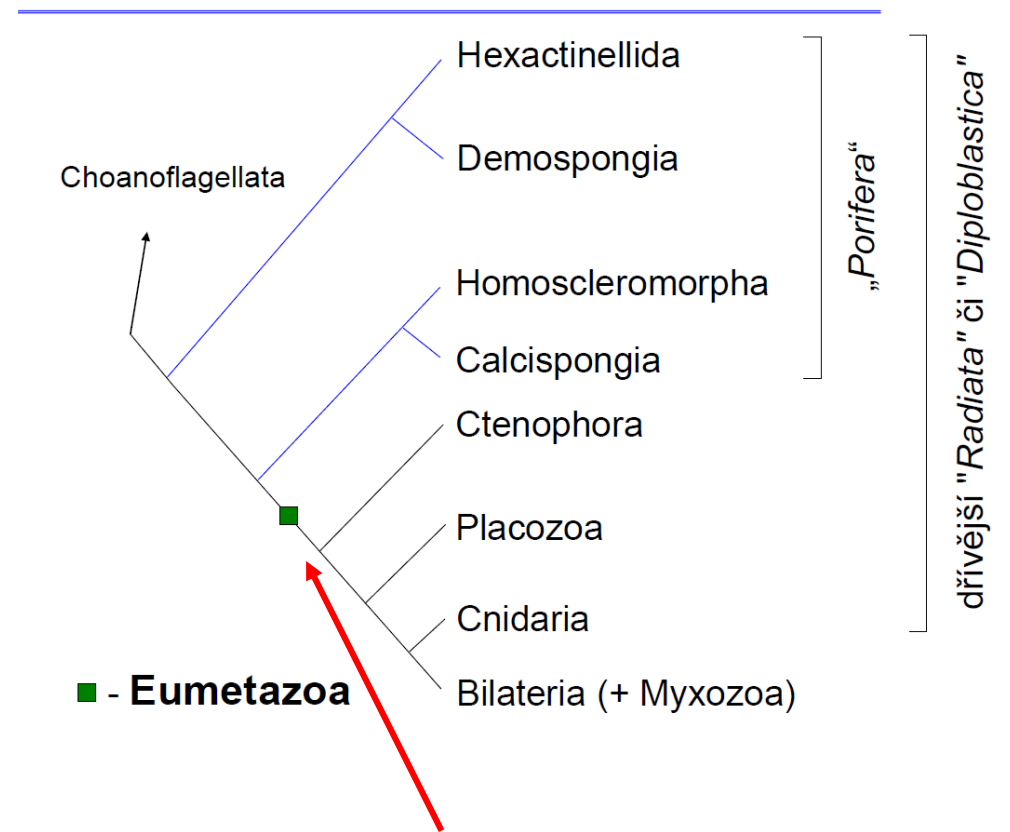 Hexactinellida
Demospongia
Choanoflagellata
Homoscleromorpha
Calcispongia
Ctenophora
Placozoa
Cnidaria
Bilateria (+ Myxozoa)
- Eumetazoa
„Porifera“
dřívější "Radiata" či "Diploblastica"